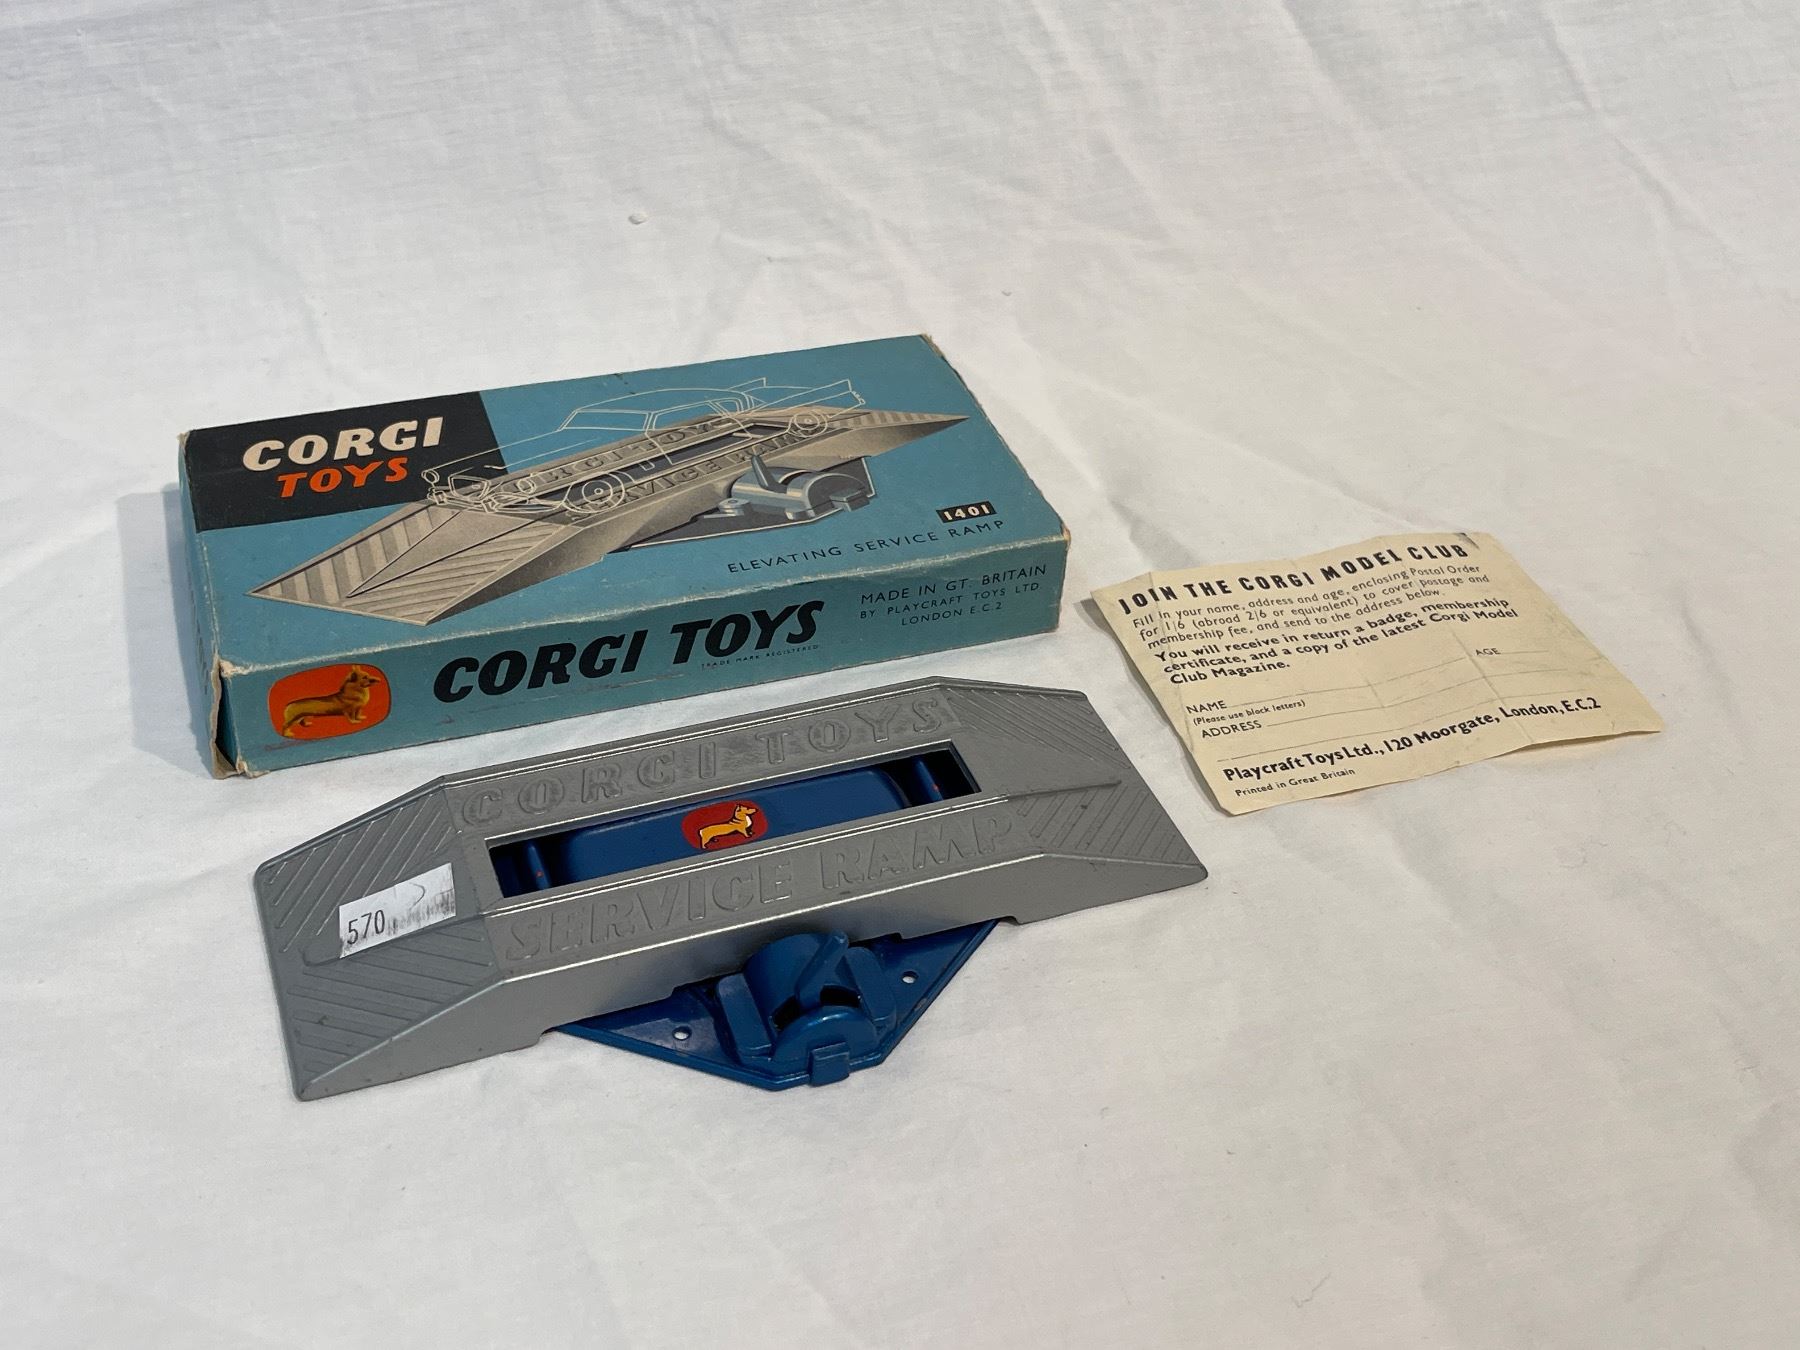 CORGI
TOYS
CORGI TOYS
SERVICE RAMP
1401
ELEVATING SERVICE RAMP
CORGI TOYS
TRADE MARK REGISTERED
MADE IN GT. BRITAIN
BY PLAYCRAFT TOYS LTD
LONDON E.C.2
CORGI TOYS
SERVICE RAMP
570
JOIN THE CORGI MODEL CLUB
Fill in your name, address and age, enclosing Postal Order
for 1/6 (abroad 2/6 or equivalent) to cover postage and
membership fee, and send to the address below.
You will receive in return a badge, membership
certificate, and a copy of the latest Corgi Model
Club Magazine.
NAME AGE
(Please use block letters)
ADDRESS
Playcraft Toys Ltd., 120 Moorgate, London, E.C.2
Printed in Great Britain